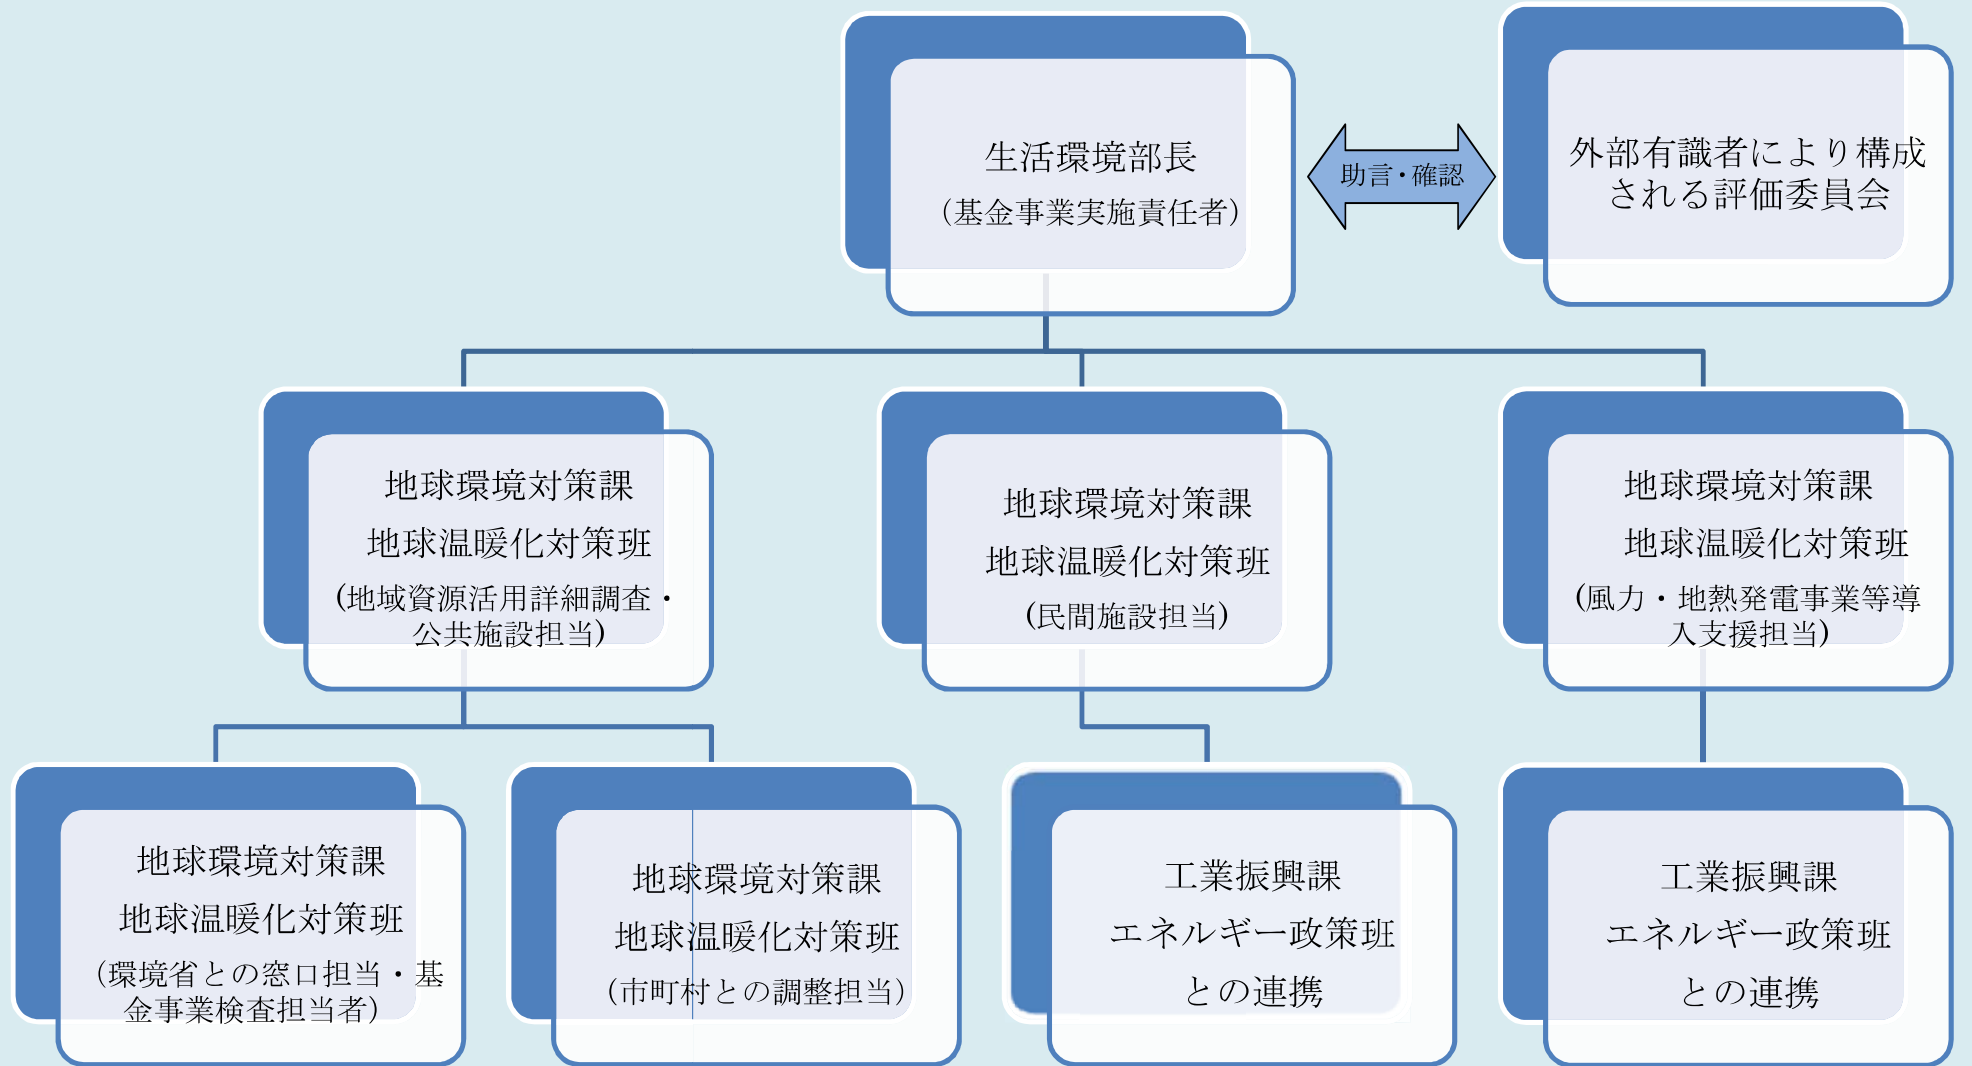 生活環境部長
（基金事業実施責任者）
助言・確認
外部有識者により構成
される評価委員会
地球環境対策課
地球温暖化対策班
(地域資源活用詳細調査・
公共施設担当)
地球環境対策課
地球温暖化対策班
(民間施設担当)
地球環境対策課
地球温暖化対策班
(風力・地熱発電事業等導
入支援担当)
地球環境対策課
地球温暖化対策班
（環境省との窓口担当・基
金事業検査担当者）
地球環境対策課
地球温暖化対策班
（市町村との調整担当）
工業振興課
エネルギー政策班
との連携
工業振興課
エネルギー政策班
との連携